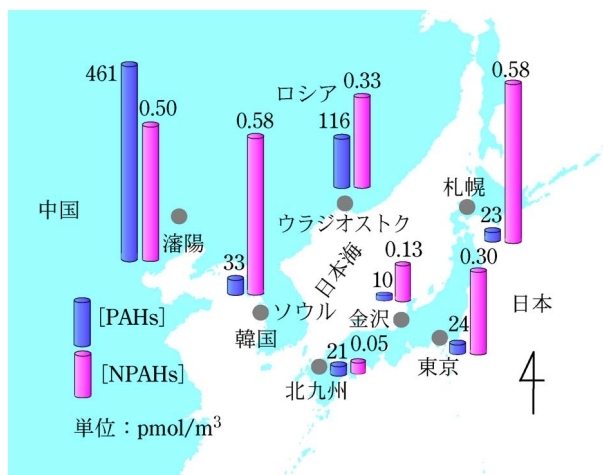 461
0.50
中国
瀋陽
ロシア
116
0.33
ウラジオストク
0.58
33
ソウル
韓国
日本海
0.58
札幌
23
0.13
10
金沢
0.30
24
東京
日本
21
0.05
北九州
[PAHs]
[NPAHs]
単位：pmol/m³